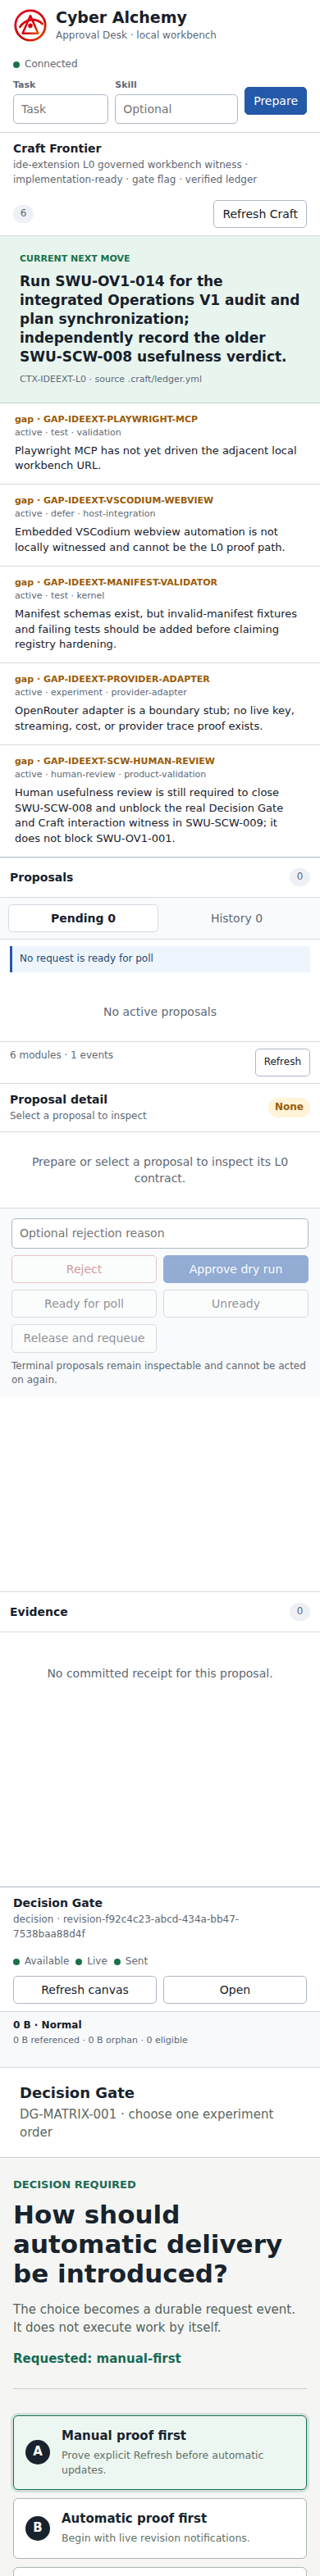 Cyber Alchemy
Approval Desk · local workbench
Connected
Task
Skill
Task
Optional
Prepare
Craft Frontier
ide-extension L0 governed workbench witness ·
implementation-ready · gate flag · verified ledger
6
Refresh Craft
CURRENT NEXT MOVE
Run SWU-OV1-014 for the
integrated Operations V1 audit and
plan synchronization;
independently record the older
SWU-SCW-008 usefulness verdict.
CTX-IDEEXT-L0 · source .craft/ledger.yml
gap · GAP-IDEEXT-PLAYWRIGHT-MCP
active · test · validation
Playwright MCP has not yet driven the adjacent local
workbench URL.
gap · GAP-IDEEXT-VSCODIUM-WEBVIEW
active · defer · host-integration
Embedded VSCodium webview automation is not
locally witnessed and cannot be the L0 proof path.
gap · GAP-IDEEXT-MANIFEST-VALIDATOR
active · test · kernel
Manifest schemas exist, but invalid-manifest fixtures
and failing tests should be added before claiming
registry hardening.
gap · GAP-IDEEXT-PROVIDER-ADAPTER
active · experiment · provider-adapter
OpenRouter adapter is a boundary stub; no live key,
streaming, cost, or provider trace proof exists.
gap · GAP-IDEEXT-SCW-HUMAN-REVIEW
active · human-review · product-validation
Human usefulness review is still required to close
SWU-SCW-008 and unblock the real Decision Gate
and Craft interaction witness in SWU-SCW-009; it
does not block SWU-OV1-001.
Proposals
0
Pending 0
History 0
No request is ready for poll
No active proposals
6 modules · 1 events
Refresh
Proposal detail
Select a proposal to inspect
None
Prepare or select a proposal to inspect its L0
contract.
Optional rejection reason
Reject
Approve dry run
Ready for poll
Unready
Release and requeue
Terminal proposals remain inspectable and cannot be acted
on again.
Evidence
0
No committed receipt for this proposal.
Decision Gate
decision · revision-f92c4c23-abcd-434a-bb47-
7538baa88d4f
Available
Live
Sent
Refresh canvas
Open
0 B · Normal
0 B referenced · 0 B orphan · 0 eligible
Decision Gate
DG-MATRIX-001 · choose one experiment
order
DECISION REQUIRED
How should
automatic delivery
be introduced?
The choice becomes a durable request event.
It does not execute work by itself.
Requested: manual-first
A
Manual proof first
Prove explicit Refresh before automatic
updates.
B
Automatic proof first
Begin with live revision notifications.